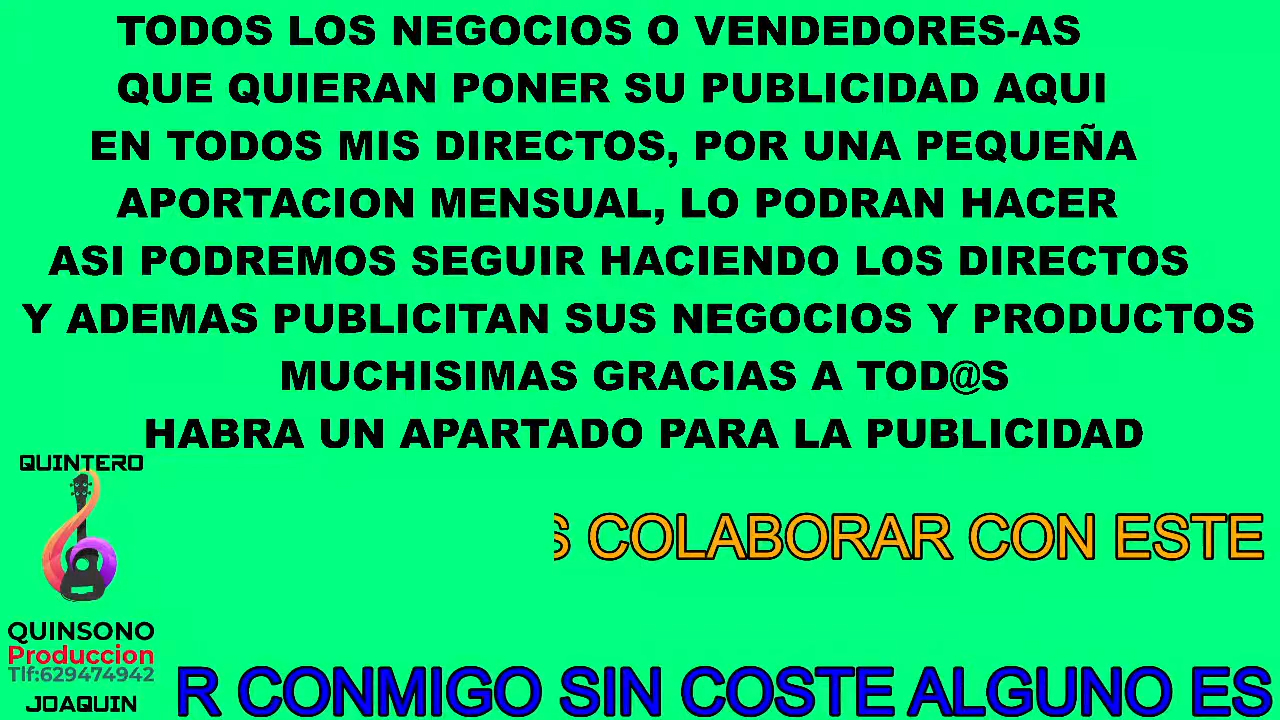 TODOS LOS NEGOCIOS O VENDEDORES-AS
QUE QUIERAN PONER SU PUBLICIDAD AQUI
EN TODOS MIS DIRECTOS, POR UNA PEQUEÑA
APORTACION MENSUAL, LO PODRAN HACER
ASI PODREMOS SEGUIR HACIENDO LOS DIRECTOS
Y ADEMAS PUBLICITAN SUS NEGOCIOS Y PRODUCTOS
MUCHISIMAS GRACIAS A TOD@S
HABRA UN APARTADO PARA LA PUBLICIDAD
QUINTERO
S COLABORAR CON ESTE
QUINSONO
Produccion
Tlf:629474942
JOAQUIN
R CONMIGO SIN COSTE ALGUNO ES